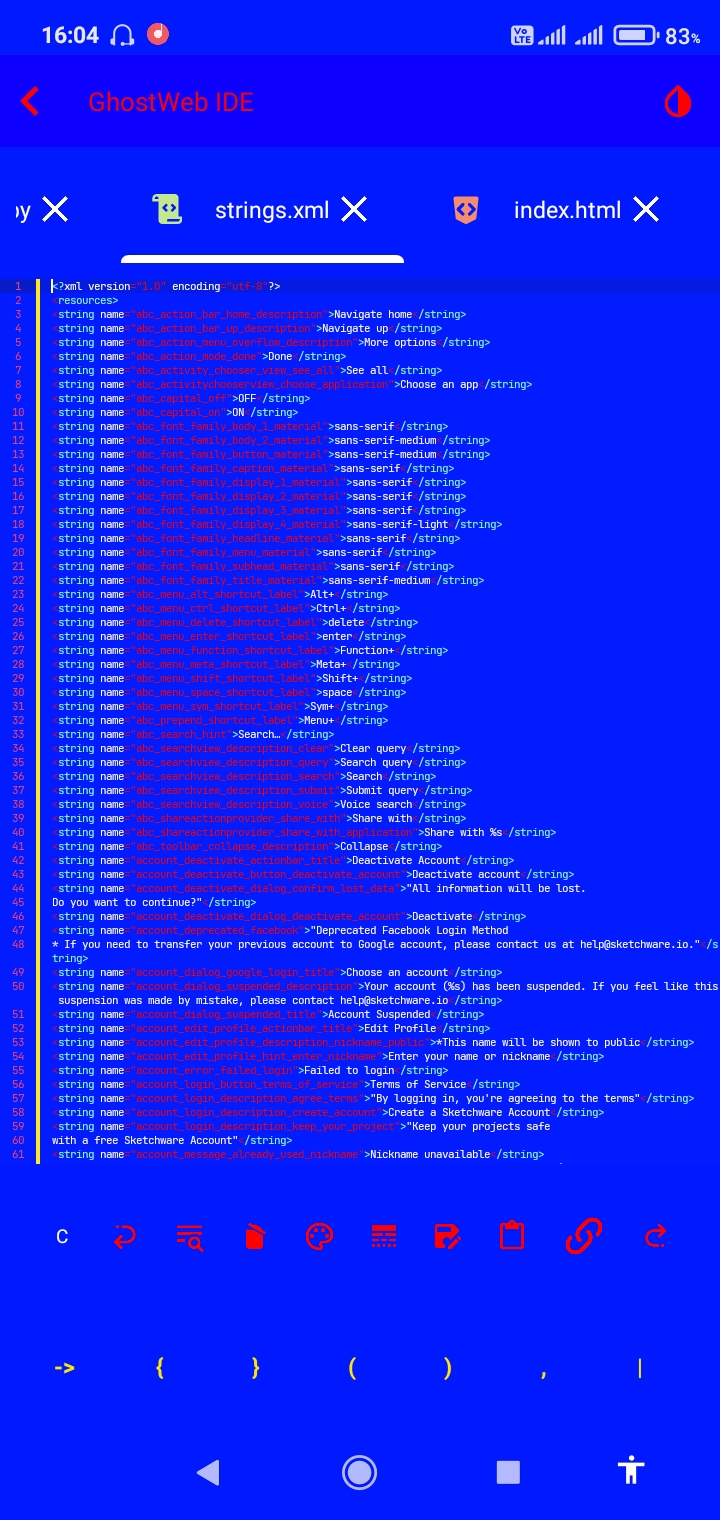 16:04
Vo LTE
83%
GhostWeb IDE
py
strings.xml
index.html
1 <?xml version="1.0" encoding="utf-8"?>
2 <resources>
3 <string name="abc_action_bar_home_description">Navigate home</string>
4 <string name="abc_action_bar_up_description">Navigate up</string>
5 <string name="abc_action_menu_overflow_description">More options</string>
6 <string name="abc_action_mode_done">Done</string>
7 <string name="abc_activity_chooser_view_see_all">See all</string>
8 <string name="abc_activitychooserview_choose_application">Choose an app</string>
9 <string name="abc_capital_off">OFF</string>
10 <string name="abc_capital_on">ON</string>
11 <string name="abc_font_family_body_1_material">sans-serif</string>
12 <string name="abc_font_family_body_2_material">sans-serif-medium</string>
13 <string name="abc_font_family_button_material">sans-serif-medium</string>
14 <string name="abc_font_family_caption_material">sans-serif</string>
15 <string name="abc_font_family_display_1_material">sans-serif</string>
16 <string name="abc_font_family_display_2_material">sans-serif</string>
17 <string name="abc_font_family_display_3_material">sans-serif</string>
18 <string name="abc_font_family_display_4_material">sans-serif-light</string>
19 <string name="abc_font_family_headline_material">sans-serif</string>
20 <string name="abc_font_family_menu_material">sans-serif</string>
21 <string name="abc_font_family_subhead_material">sans-serif</string>
22 <string name="abc_font_family_title_material">sans-serif-medium</string>
23 <string name="abc_menu_alt_shortcut_label">Alt+</string>
24 <string name="abc_menu_ctrl_shortcut_label">Ctrl+</string>
25 <string name="abc_menu_delete_shortcut_label">delete</string>
26 <string name="abc_menu_enter_shortcut_label">enter</string>
27 <string name="abc_menu_function_shortcut_label">Function+</string>
28 <string name="abc_menu_meta_shortcut_label">Meta+</string>
29 <string name="abc_menu_shift_shortcut_label">Shift+</string>
30 <string name="abc_menu_space_shortcut_label">space</string>
31 <string name="abc_menu_sym_shortcut_label">Sym+</string>
32 <string name="abc_prepend_shortcut_label">Menu+</string>
33 <string name="abc_search_hint">Search…</string>
34 <string name="abc_searchview_description_clear">Clear query</string>
35 <string name="abc_searchview_description_query">Search query</string>
36 <string name="abc_searchview_description_search">Search</string>
37 <string name="abc_searchview_description_submit">Submit query</string>
38 <string name="abc_searchview_description_voice">Voice search</string>
39 <string name="abc_shareactionprovider_share_with">Share with</string>
40 <string name="abc_shareactionprovider_share_with_application">Share with %s</string>
41 <string name="abc_toolbar_collapse_description">Collapse</string>
42 <string name="account_deactivate_actionbar_title">Deactivate Account</string>
43 <string name="account_deactivate_button_deactivate_account">Deactivate account</string>
44 <string name="account_deactivate_dialog_confirm_lost_data">"All information will be lost.
45 Do you want to continue?"</string>
46 <string name="account_deactivate_dialog_deactivate_account">Deactivate</string>
47 <string name="account_deprecated_facebook">"Deprecated Facebook Login Method
48 * If you need to transfer your previous account to Google account, please contact us at help@sketchware.io."</s
tring>
49 <string name="account_dialog_google_login_title">Choose an account</string>
50 <string name="account_dialog_suspended_description">Your account (%s) has been suspended. If you feel like this
suspension was made by mistake, please contact help@sketchware.io</string>
51 <string name="account_dialog_suspended_title">Account Suspended</string>
52 <string name="account_edit_profile_actionbar_title">Edit Profile</string>
53 <string name="account_edit_profile_description_nickname_public">*This name will be shown to public</string>
54 <string name="account_edit_profile_hint_enter_nickname">Enter your name or nickname</string>
55 <string name="account_error_failed_login">Failed to login</string>
56 <string name="account_login_button_terms_of_service">Terms of Service</string>
57 <string name="account_login_description_agree_terms">"By logging in, you're agreeing to the terms"</string>
58 <string name="account_login_description_create_account">Create a Sketchware Account</string>
59 <string name="account_login_description_keep_your_project">"Keep your projects safe
60 with a free Sketchware Account"</string>
61 <string name="account_message_already_used_nickname">Nickname unavailable</string>
C
-> { } ( ) , |